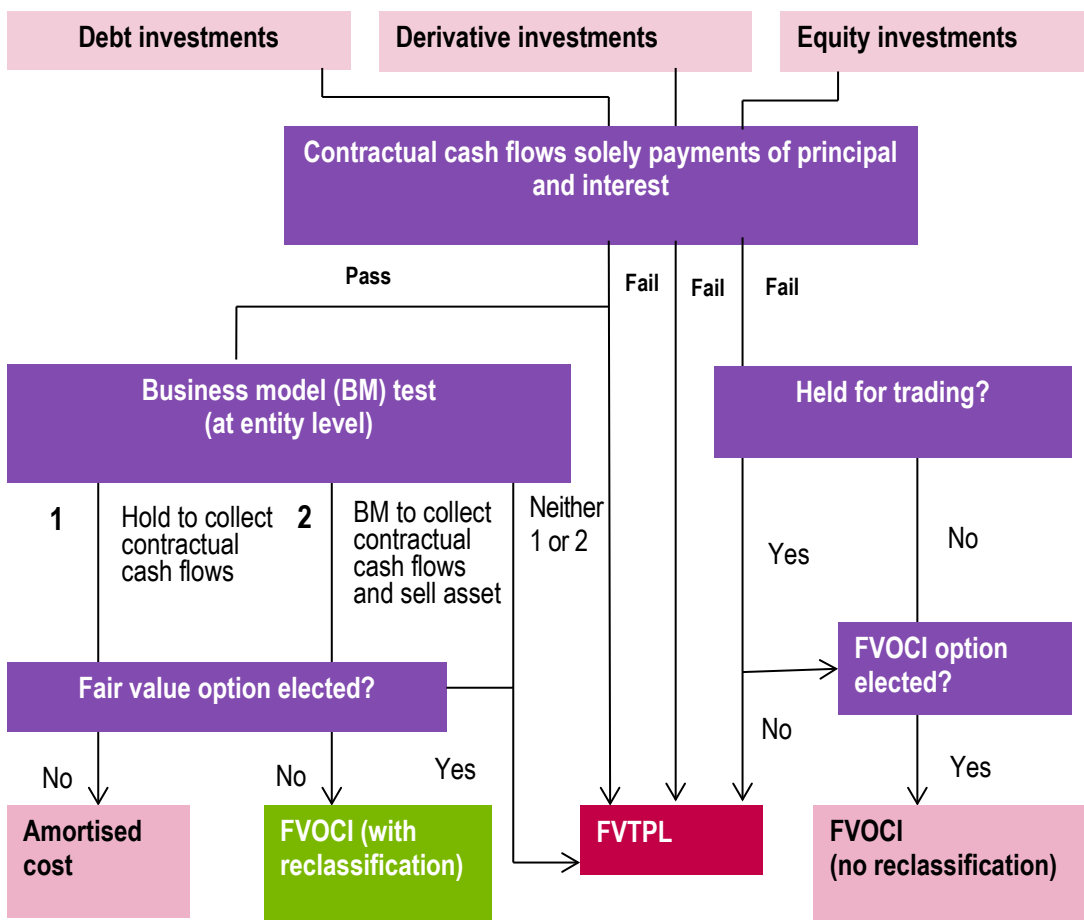 Debt investments
Derivative investments
Equity investments
Contractual cash flows solely payments of principal
and interest
Pass
Fail
Fail
Fail
Business model (BM) test
(at entity level)
Held for trading?
1
Hold to collect
contractual
cash flows
2
BM to collect
contractual
cash flows
and sell asset
Neither
1 or 2
Yes
No
Fair value option elected?
FVOCI option
elected?
No
No
Yes
No
Yes
Amortised
cost
FVOCI (with
reclassification)
FVTPL
FVOCI
(no reclassification)